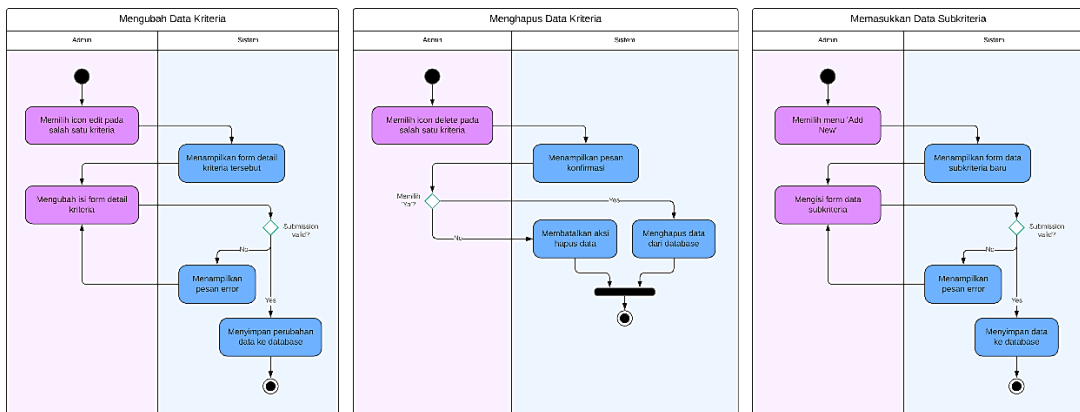 Mengubah Data Kriteria
Admin
Sistem
Memilih icon edit pada
salah satu kriteria
Menampilkan form detail
kriteria tersebut
Mengubah isi form detail
kriteria
Submission
valid?
No
Menampilkan
pesan error
Yes
Menyimpan perubahan
data ke database
Menghapus Data Kriteria
Admin
Sistem
Memilih icon delete pada
salah satu kriteria
Menampilkan pesan
konfirmasi
Memilih
'Ya'?
Yes
No
Membatalkan aksi
hapus data
Menghapus data
dari database
Memasukkan Data Subkriteria
Admin
Sistem
Memilih menu 'Add
New'
Menampilkan form data
subkriteria baru
Mengisi form data
subkriteria
Submission
valid?
No
Menampilkan
pesan error
Yes
Menyimpan data
ke database